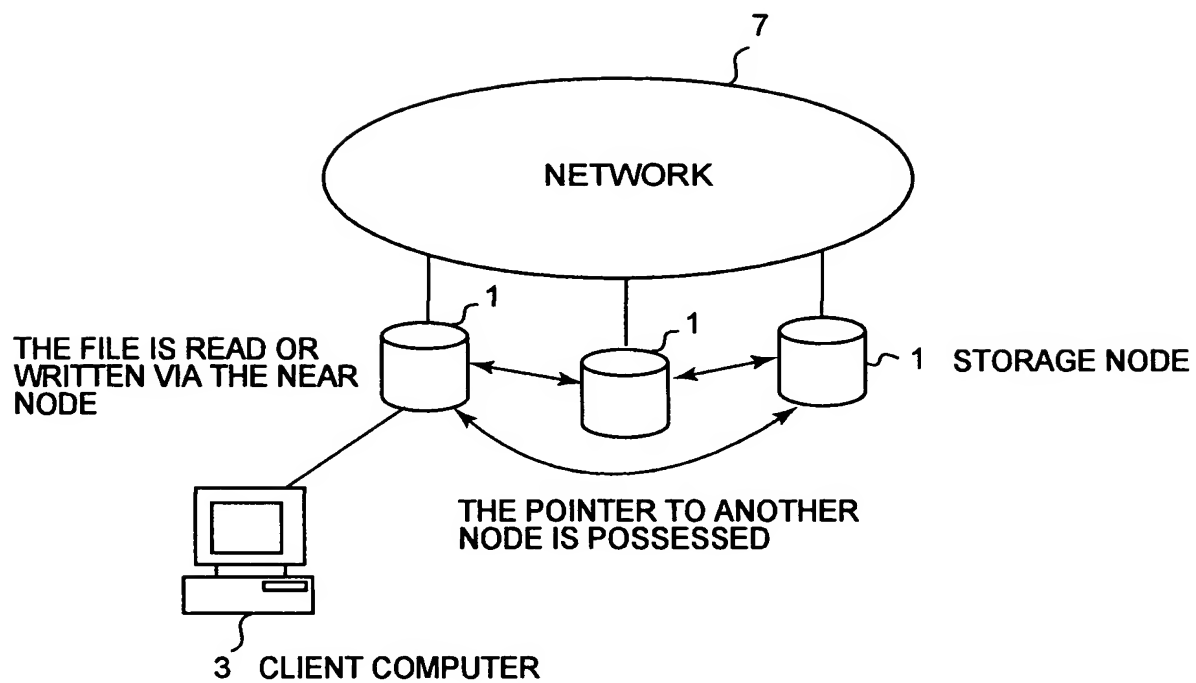 7
NETWORK
1
1
THE FILE IS READ OR
WRITTEN VIA THE NEAR
NODE
1 STORAGE NODE
THE POINTER TO ANOTHER
NODE IS POSSESSED
3 CLIENT COMPUTER